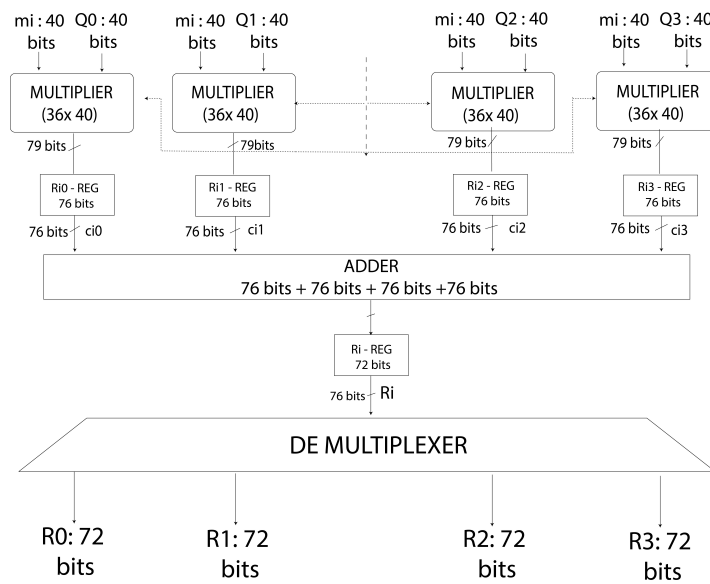 mi : 40 bits
Q0 : 40 bits
mi : 40 bits
Q1 : 40 bits
mi : 40 bits
Q2 : 40 bits
mi : 40 bits
Q3 : 40 bits
MULTIPLIER
(36x 40)
MULTIPLIER
(36x 40)
MULTIPLIER
(36x 40)
MULTIPLIER
(36x 40)
79 bits
79bits
79 bits
79 bits
Ri0 - REG
76 bits
Ri1 - REG
76 bits
Ri2 - REG
76 bits
Ri3 - REG
76 bits
76 bits ci0
76 bits ci1
76 bits ci2
76 bits ci3
ADDER
76 bits + 76 bits + 76 bits +76 bits
Ri - REG
72 bits
76 bits Ri
DE MULTIPLEXER
R0: 72
bits
R1: 72
bits
R2: 72
bits
R3: 72
bits